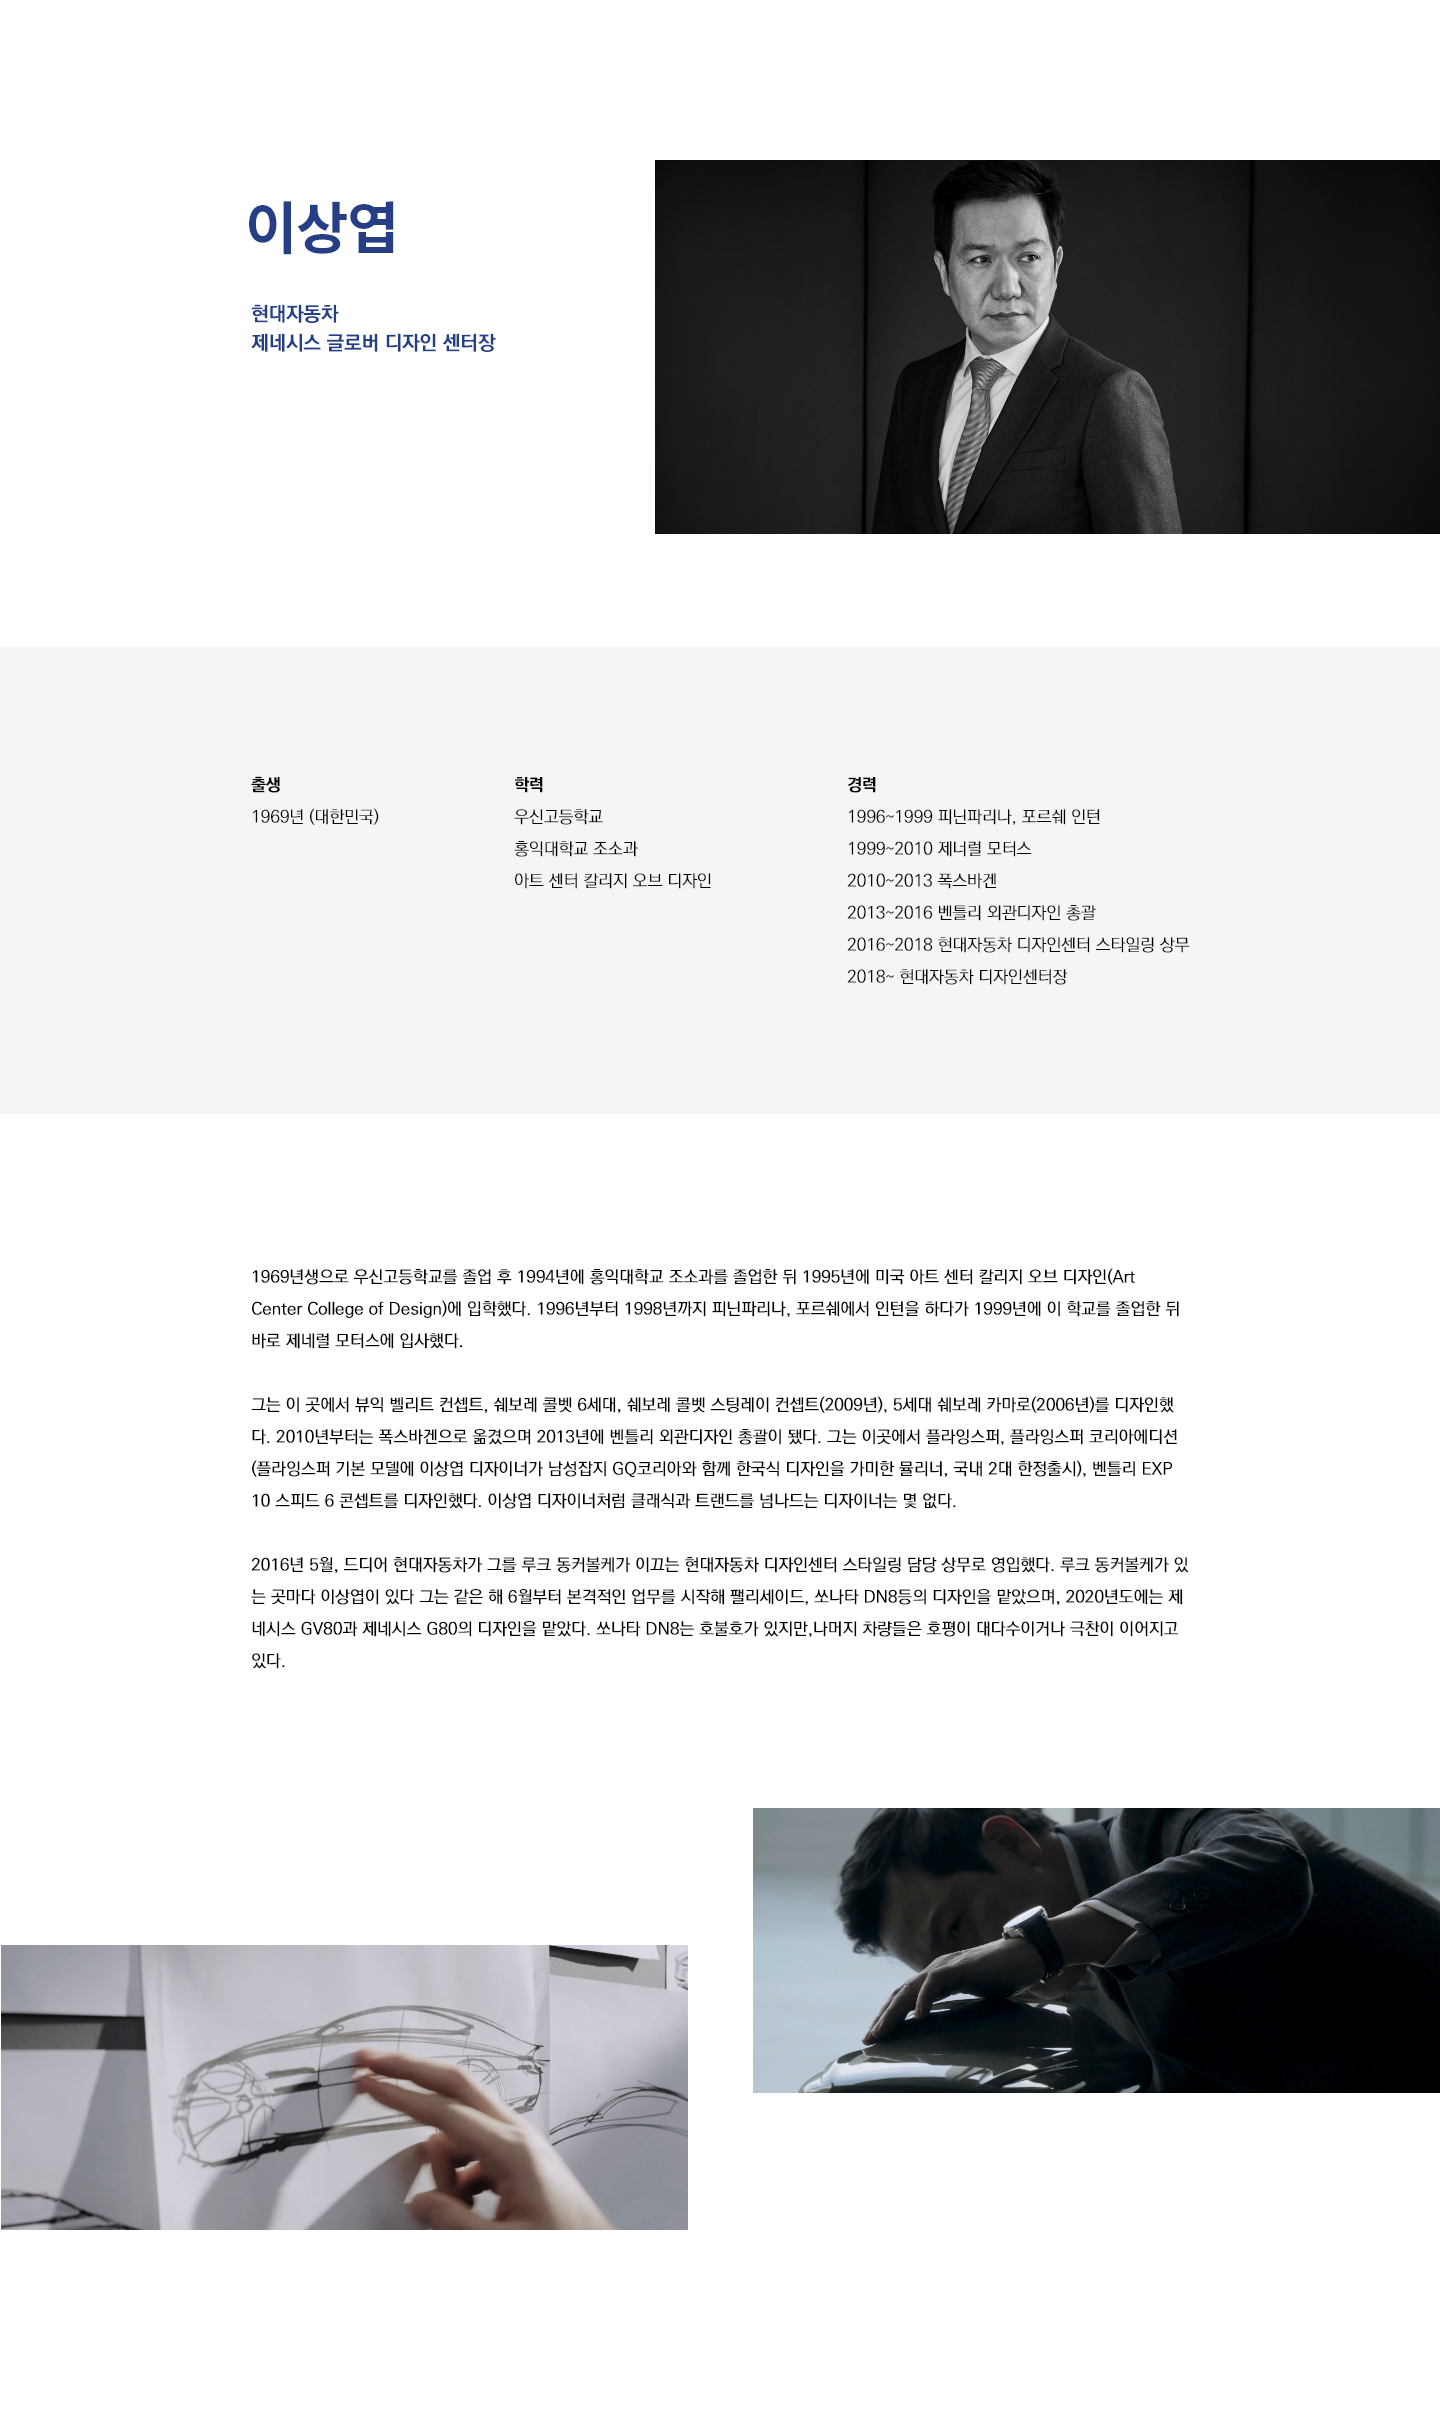 이상엽
현대자동차
제네시스 글로버 디자인 센터장
출생
1969년 (대한민국)
학력
우신고등학교
홍익대학교 조소과
아트 센터 칼리지 오브 디자인
경력
1996~1999 피닌파리나, 포르쉐 인턴
1999~2010 제너럴 모터스
2010~2013 폭스바겐
2013~2016 벤틀리 외관디자인 총괄
2016~2018 현대자동차 디자인센터 스타일링 상무
2018~ 현대자동차 디자인센터장
1969년생으로 우신고등학교를 졸업 후 1994년에 홍익대학교 조소과를 졸업한 뒤 1995년에 미국 아트 센터 칼리지 오브 디자인(Art
Center College of Design)에 입학했다. 1996년부터 1998년까지 피닌파리나, 포르쉐에서 인턴을 하다가 1999년에 이 학교를 졸업한 뒤
바로 제네럴 모터스에 입사했다.
그는 이 곳에서 뷰익 벨리트 컨셉트, 쉐보레 콜벳 6세대, 쉐보레 콜벳 스팅레이 컨셉트(2009년), 5세대 쉐보레 카마로(2006년)를 디자인했
다. 2010년부터는 폭스바겐으로 옮겼으며 2013년에 벤틀리 외관디자인 총괄이 됐다. 그는 이곳에서 플라잉스퍼, 플라잉스퍼 코리아에디션
(플라잉스퍼 기본 모델에 이상엽 디자이너가 남성잡지 GQ코리아와 함께 한국식 디자인을 가미한 뮬리너, 국내 2대 한정출시), 벤틀리 EXP
10 스피드 6 콘셉트를 디자인했다. 이상엽 디자이너처럼 클래식과 트랜드를 넘나드는 디자이너는 몇 없다.
2016년 5월, 드디어 현대자동차가 그를 루크 동커볼케가 이끄는 현대자동차 디자인센터 스타일링 담당 상무로 영입했다. 루크 동커볼케가 있
는 곳마다 이상엽이 있다 그는 같은 해 6월부터 본격적인 업무를 시작해 팰리세이드, 쏘나타 DN8등의 디자인을 맡았으며, 2020년도에는 제
네시스 GV80과 제네시스 G80의 디자인을 맡았다. 쏘나타 DN8는 호불호가 있지만,나머지 차량들은 호평이 대다수이거나 극찬이 이어지고
있다.